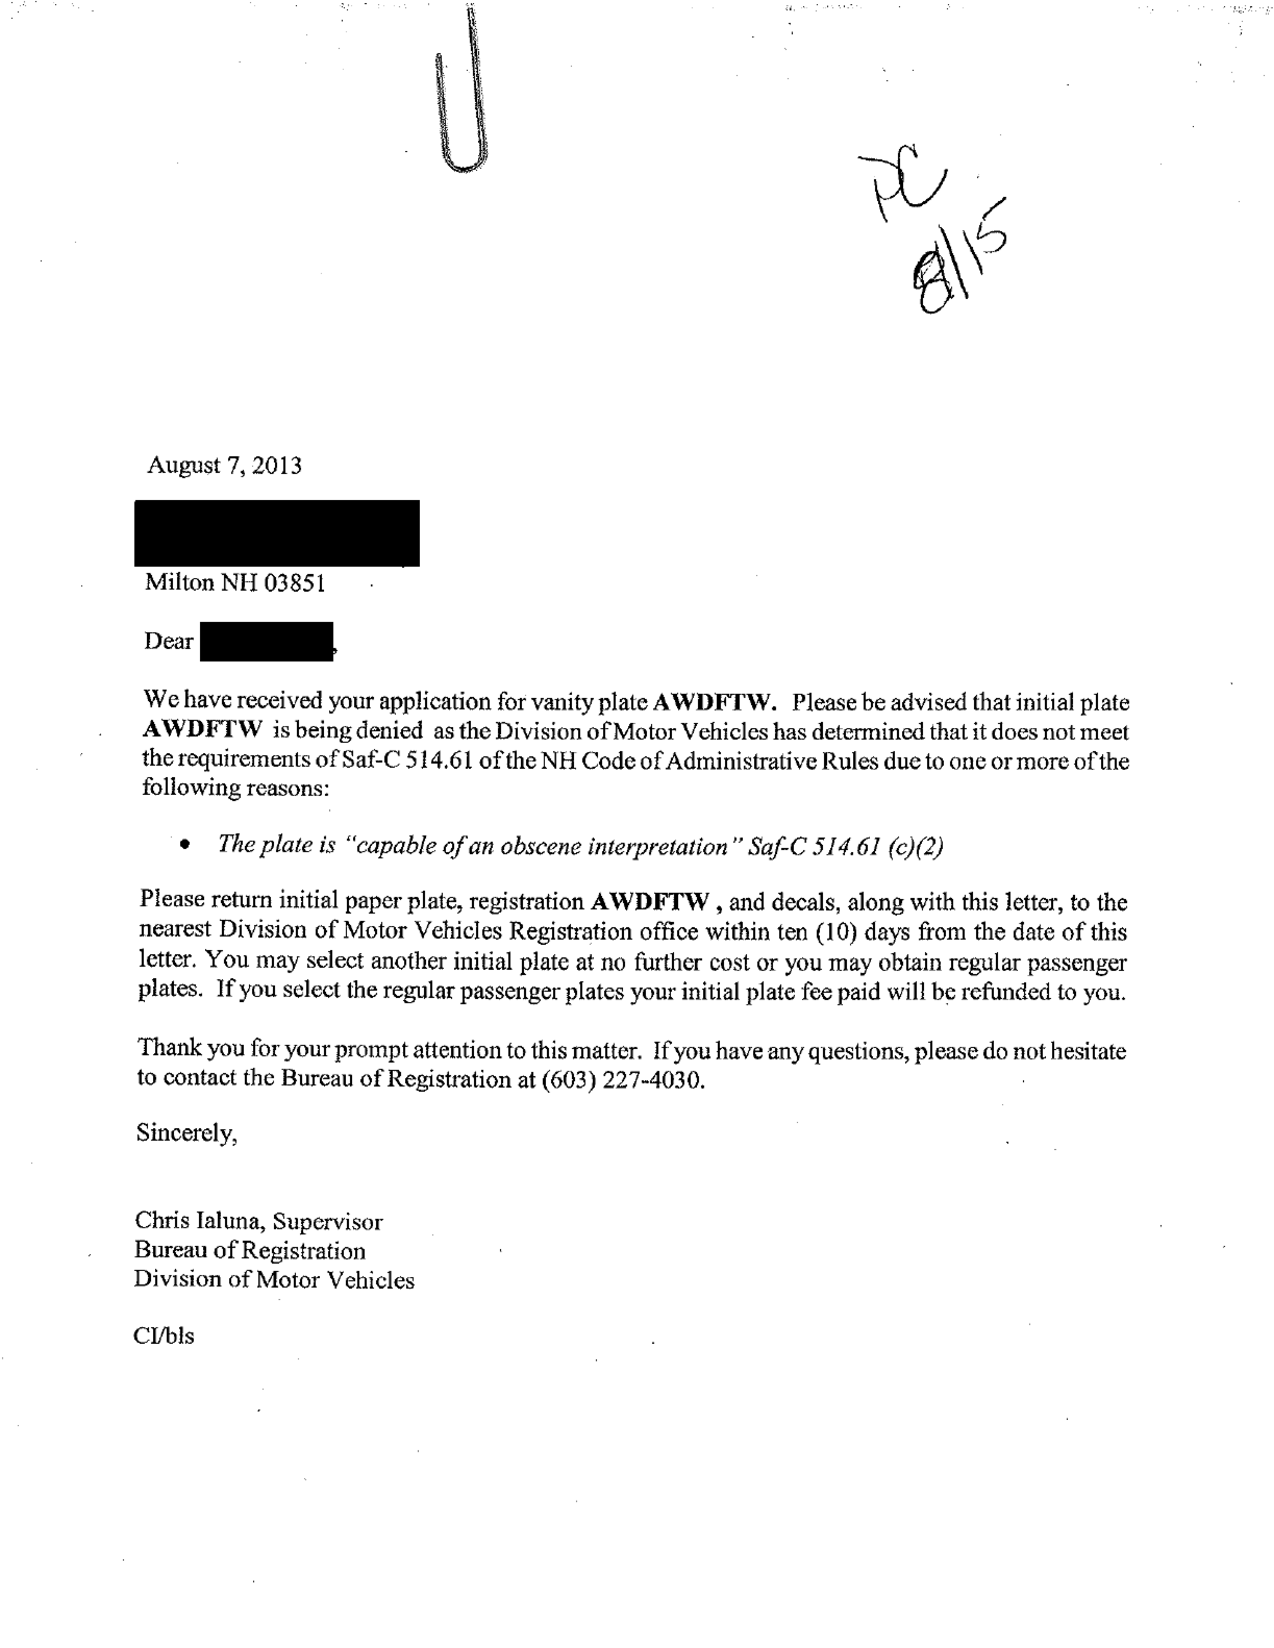 PC
8/15
August 7, 2013
Milton NH 03851
Dear ,
We have received your application for vanity plate AWDFTW. Please be advised that initial plate
AWDFTW is being denied as the Division of Motor Vehicles has determined that it does not meet
the requirements of Saf-C 514.61 of the NH Code of Administrative Rules due to one or more of the
following reasons:
• The plate is "capable of an obscene interpretation" Saf-C 514.61 (c)(2)
Please return initial paper plate, registration AWDFTW , and decals, along with this letter, to the
nearest Division of Motor Vehicles Registration office within ten (10) days from the date of this
letter. You may select another initial plate at no further cost or you may obtain regular passenger
plates. If you select the regular passenger plates your initial plate fee paid will be refunded to you.
Thank you for your prompt attention to this matter. If you have any questions, please do not hesitate
to contact the Bureau of Registration at (603) 227-4030.
Sincerely,
Chris Ialuna, Supervisor
Bureau of Registration
Division of Motor Vehicles
CI/bls